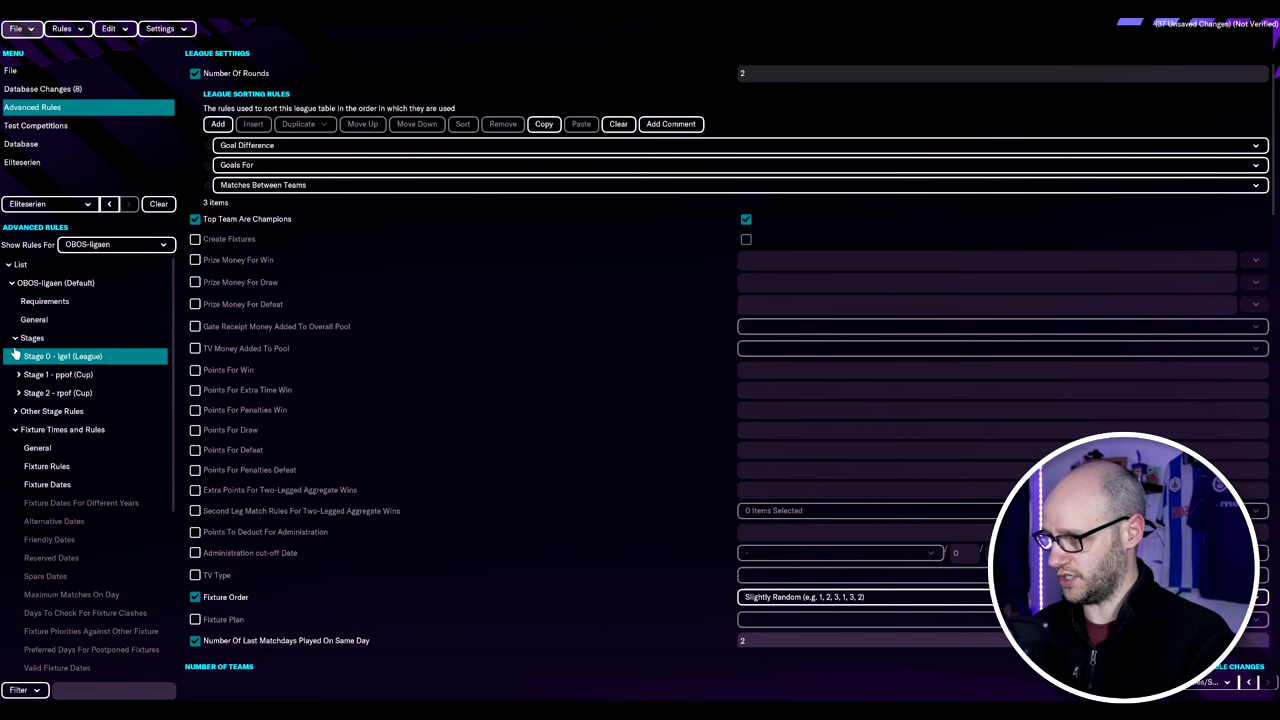 File Rules Edit Settings
(37 Unsaved Changes) (Not Verified)
MENU
File
Database Changes (8)
Advanced Rules
Test Competitions
Database
Eliteserien
Eliteserien Clear
ADVANCED RULES
Show Rules For OBOS-ligaen
List
OBOS-ligaen (Default)
Requirements
General
Stages
Stage 0 - lge1 (League)
Stage 1 - ppof (Cup)
Stage 2 - rpof (Cup)
Other Stage Rules
Fixture Times and Rules
General
Fixture Rules
Fixture Dates
Fixture Dates For Different Years
Alternative Dates
Friendly Dates
Reserved Dates
Spare Dates
Maximum Matches On Day
Days To Check For Fixture Clashes
Fixture Priorities Against Other Fixture
Preferred Days For Postponed Fixtures
Valid Fixture Dates
Filter
LEAGUE SETTINGS
Number Of Rounds 2
LEAGUE SORTING RULES
The rules used to sort this league table in the order in which they are used
Add Insert Duplicate Move Up Move Down Sort Remove Copy Paste Clear Add Comment
Goal Difference
Goals For
Matches Between Teams
3 items
Top Team Are Champions
Create Fixtures
Prize Money For Win
Prize Money For Draw
Prize Money For Defeat
Gate Receipt Money Added To Overall Pool
TV Money Added To Pool
Points For Win
Points For Extra Time Win
Points For Penalties Win
Points For Draw
Points For Defeat
Points For Penalties Defeat
Extra Points For Two-Legged Aggregate Wins
Second Leg Match Rules For Two-Legged Aggregate Wins 0 Items Selected
Points To Deduct For Administration
Administration cut-off Date - / 0 /
TV Type
Fixture Order Slightly Random (e.g. 1, 2, 3, 1, 3, 2)
Fixture Plan
Number Of Last Matchdays Played On Same Day 2
NUMBER OF TEAMS
CHANGES